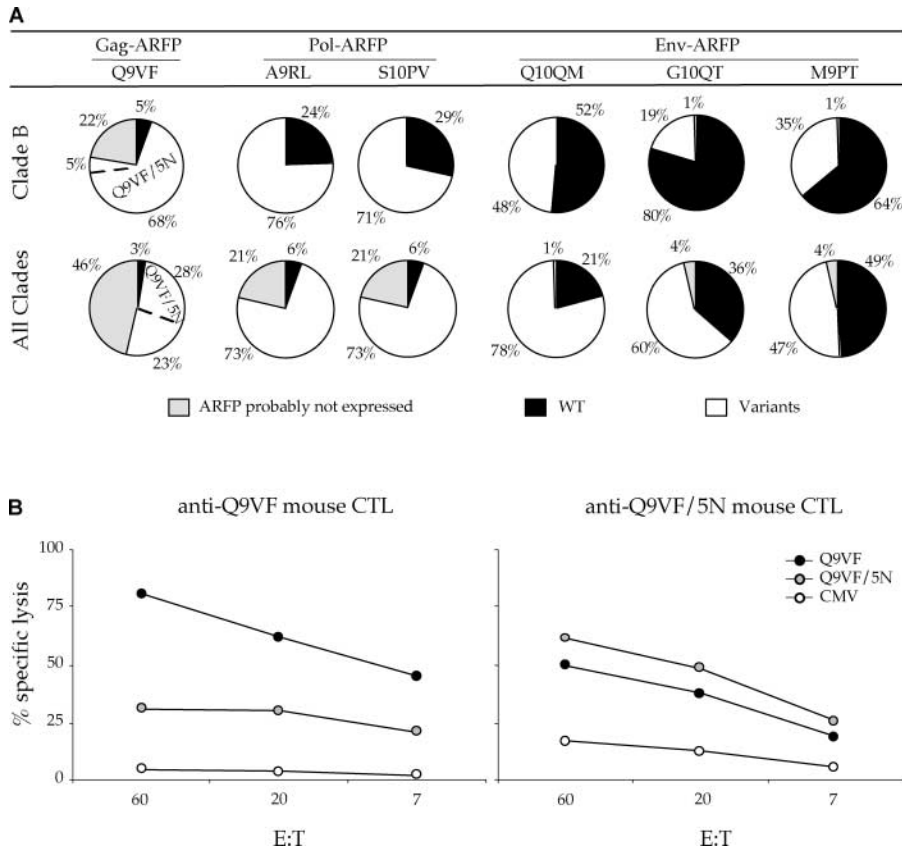 A
Gag-ARFP Pol-ARFP Env-ARFP
Q9VF A9RL S10PV Q10QM G10QT M9PT
Clade B
5% 22% 5% Q9VF/5N 68%
24% 76%
29% 71%
52% 48%
1% 19% 80%
1% 35% 64%
All Clades
3% 46% 28% Q9VF/5N 23%
6% 21% 73%
6% 21% 73%
1% 21% 78%
4% 36% 60%
4% 49% 47%
ARFP probably not expressed WT Variants
B
anti-Q9VF mouse CTL anti-Q9VF/5N mouse CTL
% specific lysis
100
75
50
25
0
Q9VF
Q9VF/5N
CMV
60 20 7 60 20 7
E:T E:T